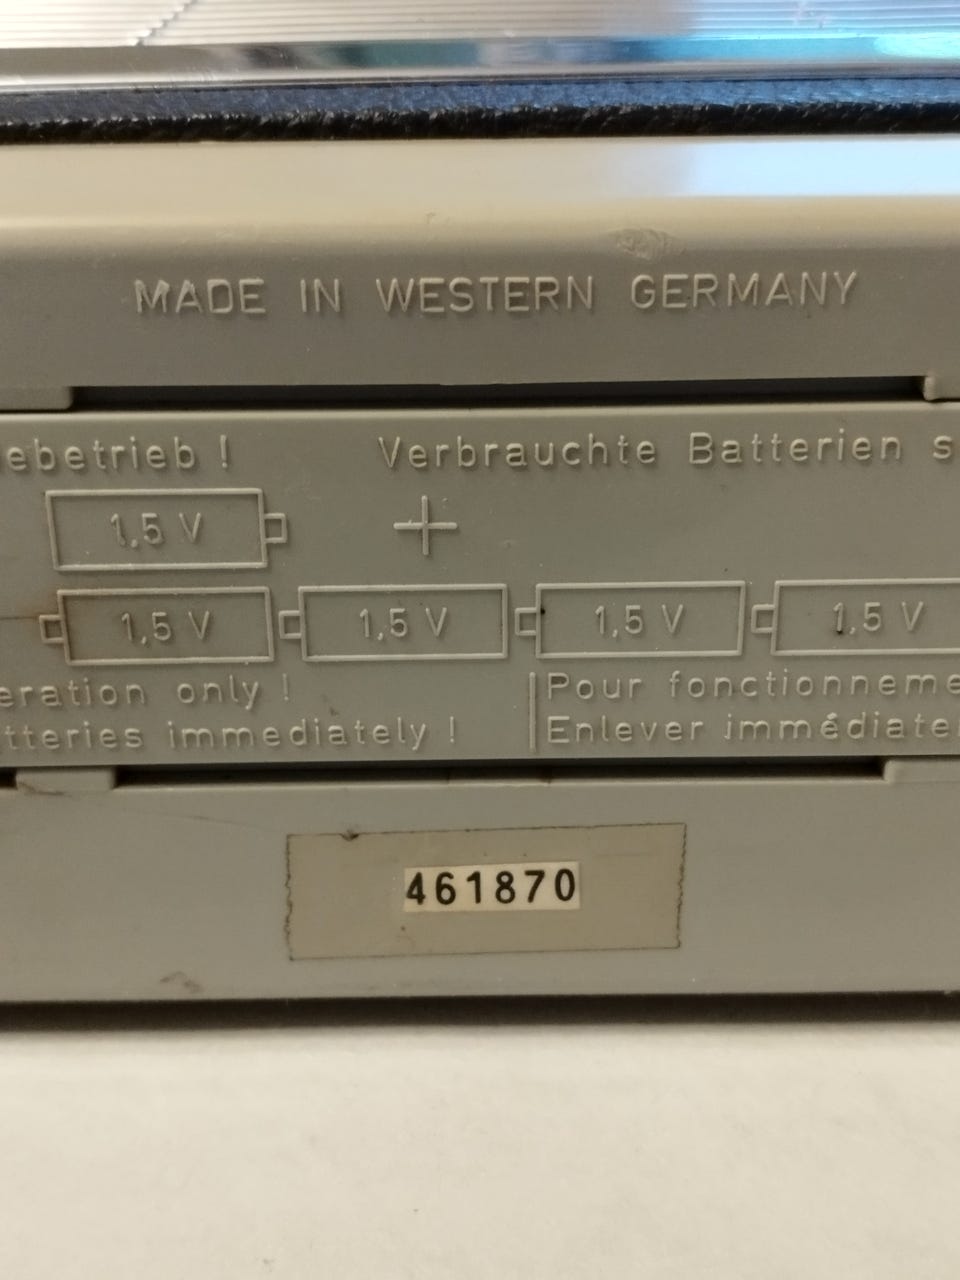 MADE IN WESTERN GERMANY
ebetrieb ! Verbrauchte Batterien s
1,5 V +
1,5 V 1,5 V 1,5 V 1,5 V
eration only ! Pour fonctionneme
tteries immediately ! Enlever immédiate
461870